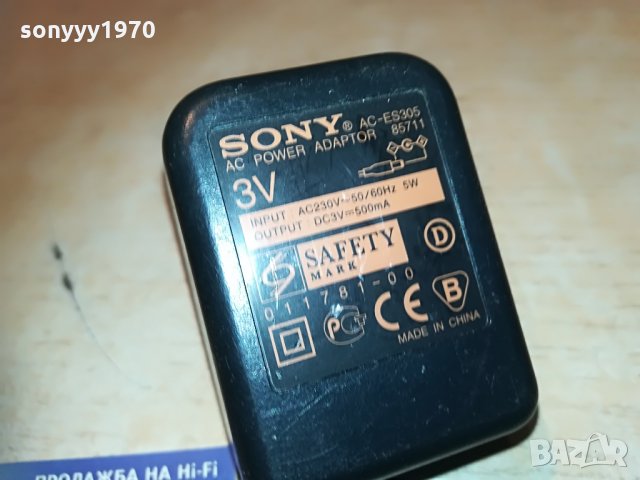 sonyyy1970
SONY® AC-ES305
AC POWER ADAPTOR 85711
3V
INPUT : AC230V~50/60Hz 5W
OUTPUT : DC3V⎓500mA
SAFETY
MARK
D
011781-00
B
PG
CE
MADE IN CHINA
ПРОДАЖБА НА Hi-Fi
BAZAR